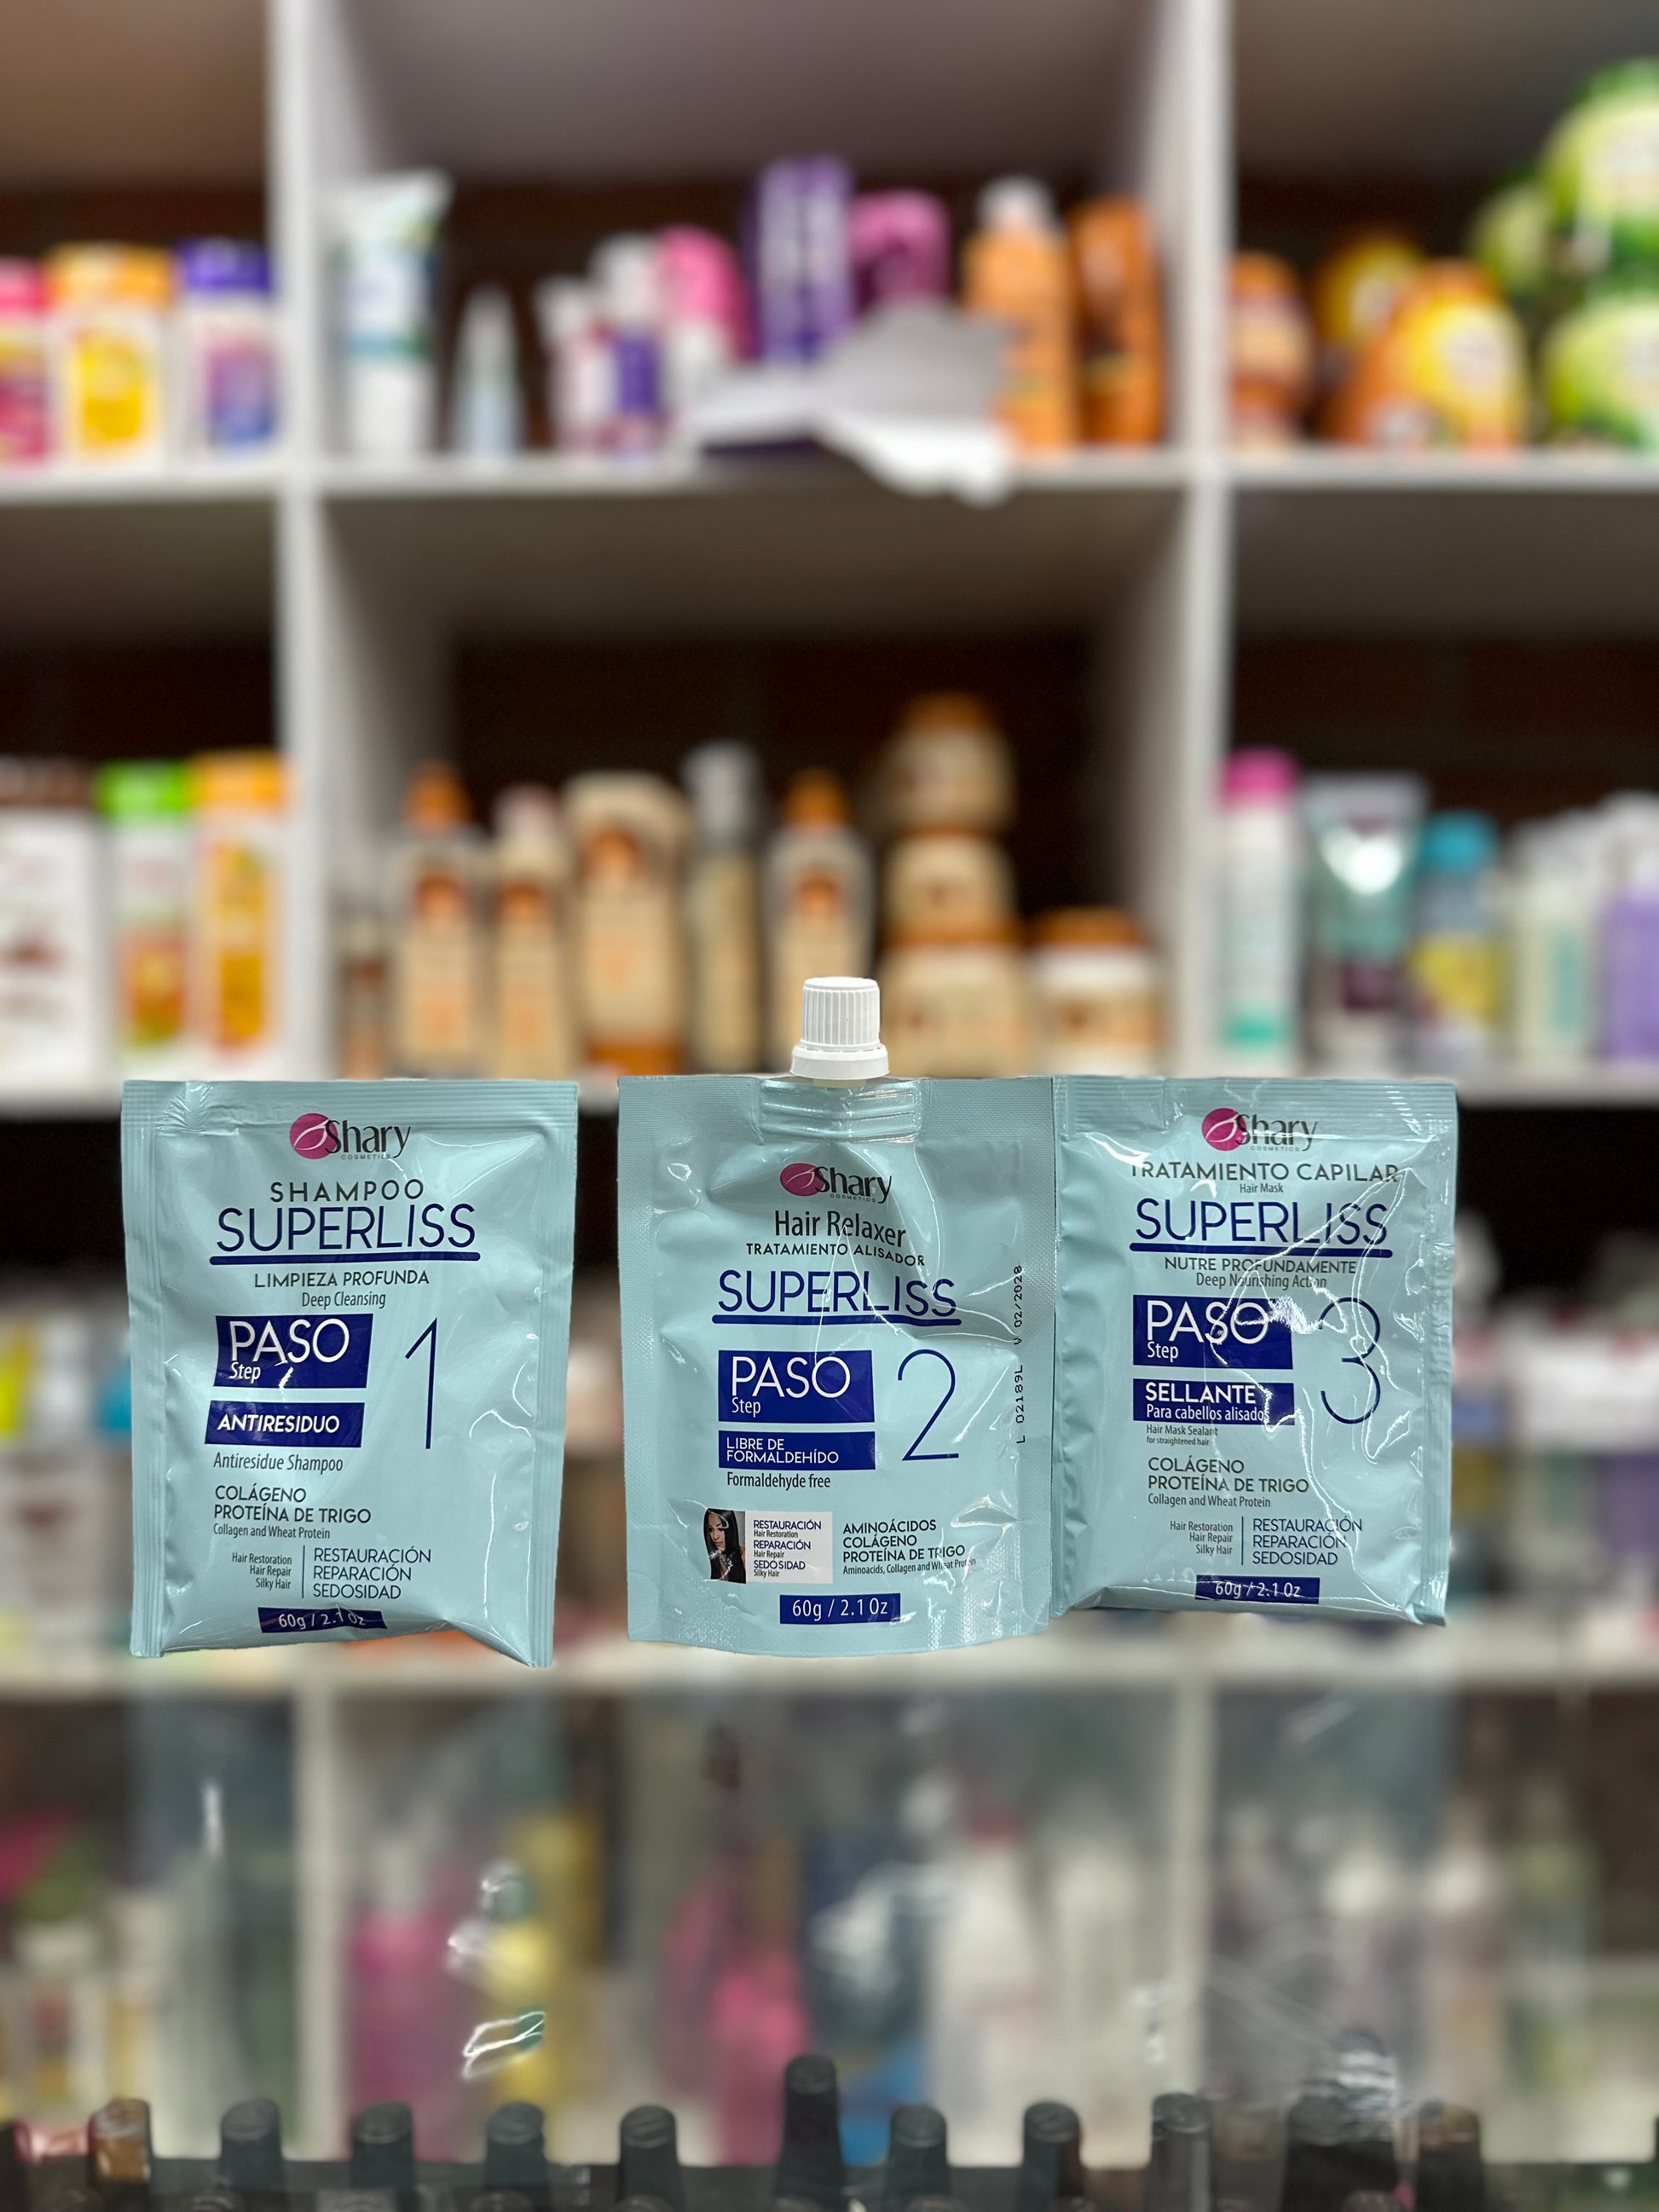 Shary
COSMETICS
SHAMPOO
SUPERLISS
LIMPIEZA PROFUNDA
Deep Cleansing
PASO
Step
1
ANTIRESIDUO
Antiresidue Shampoo
COLÁGENO
PROTEÍNA DE TRIGO
Collagen and Wheat Protein
Hair Restoration
Hair Repair
Silky Hair
RESTAURACIÓN
REPARACIÓN
SEDOSIDAD
60g / 2.1 Oz
Shary
COSMETICS
Hair Relaxer
TRATAMIENTO ALISADOR
SUPERLISS
PASO
Step
2
LIBRE DE
FORMALDEHÍDO
Formaldehyde free
RESTAURACIÓN
Hair Restoration
REPARACIÓN
Hair Repair
SEDOSIDAD
Silky Hair
AMINOÁCIDOS
COLÁGENO
PROTEÍNA DE TRIGO
Aminoacids, Collagen and Wheat Protein
60g / 2.1 Oz
L 02189L V 02/2028
Shary
COSMETICS
TRATAMIENTO CAPILAR
Hair Mask
SUPERLISS
NUTRE PROFUNDAMENTE
Deep Nourishing Action
PASO
Step
3
SELLANTE
Para cabellos alisados
Hair Mask Sealant
for straightened hair
COLÁGENO
PROTEÍNA DE TRIGO
Collagen and Wheat Protein
Hair Restoration
Hair Repair
Silky Hair
RESTAURACIÓN
REPARACIÓN
SEDOSIDAD
60g / 2.1 Oz